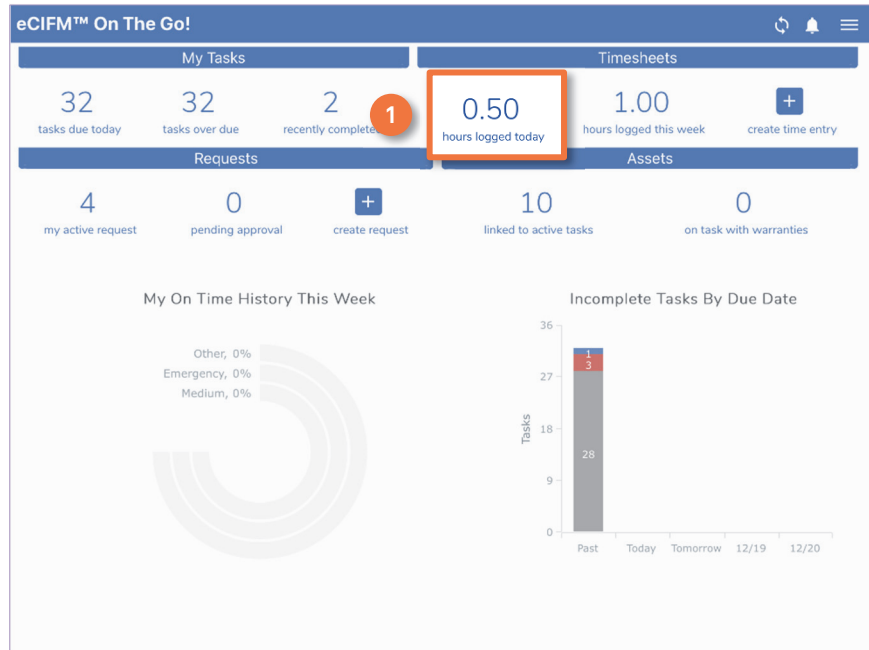 eCIFM™ On The Go!
My Tasks
Timesheets
32
32
2
1
0.50
1.00
+
tasks due today
tasks over due
recently complete
hours logged today
hours logged this week
create time entry
Requests
Assets
4
0
+
10
0
my active request
pending approval
create request
linked to active tasks
on task with warranties
My On Time History This Week
Other, 0%
Emergency, 0%
Medium, 0%
Incomplete Tasks By Due Date
36
27
18
9
0
Tasks
1
3
28
Past
Today
Tomorrow
12/19
12/20